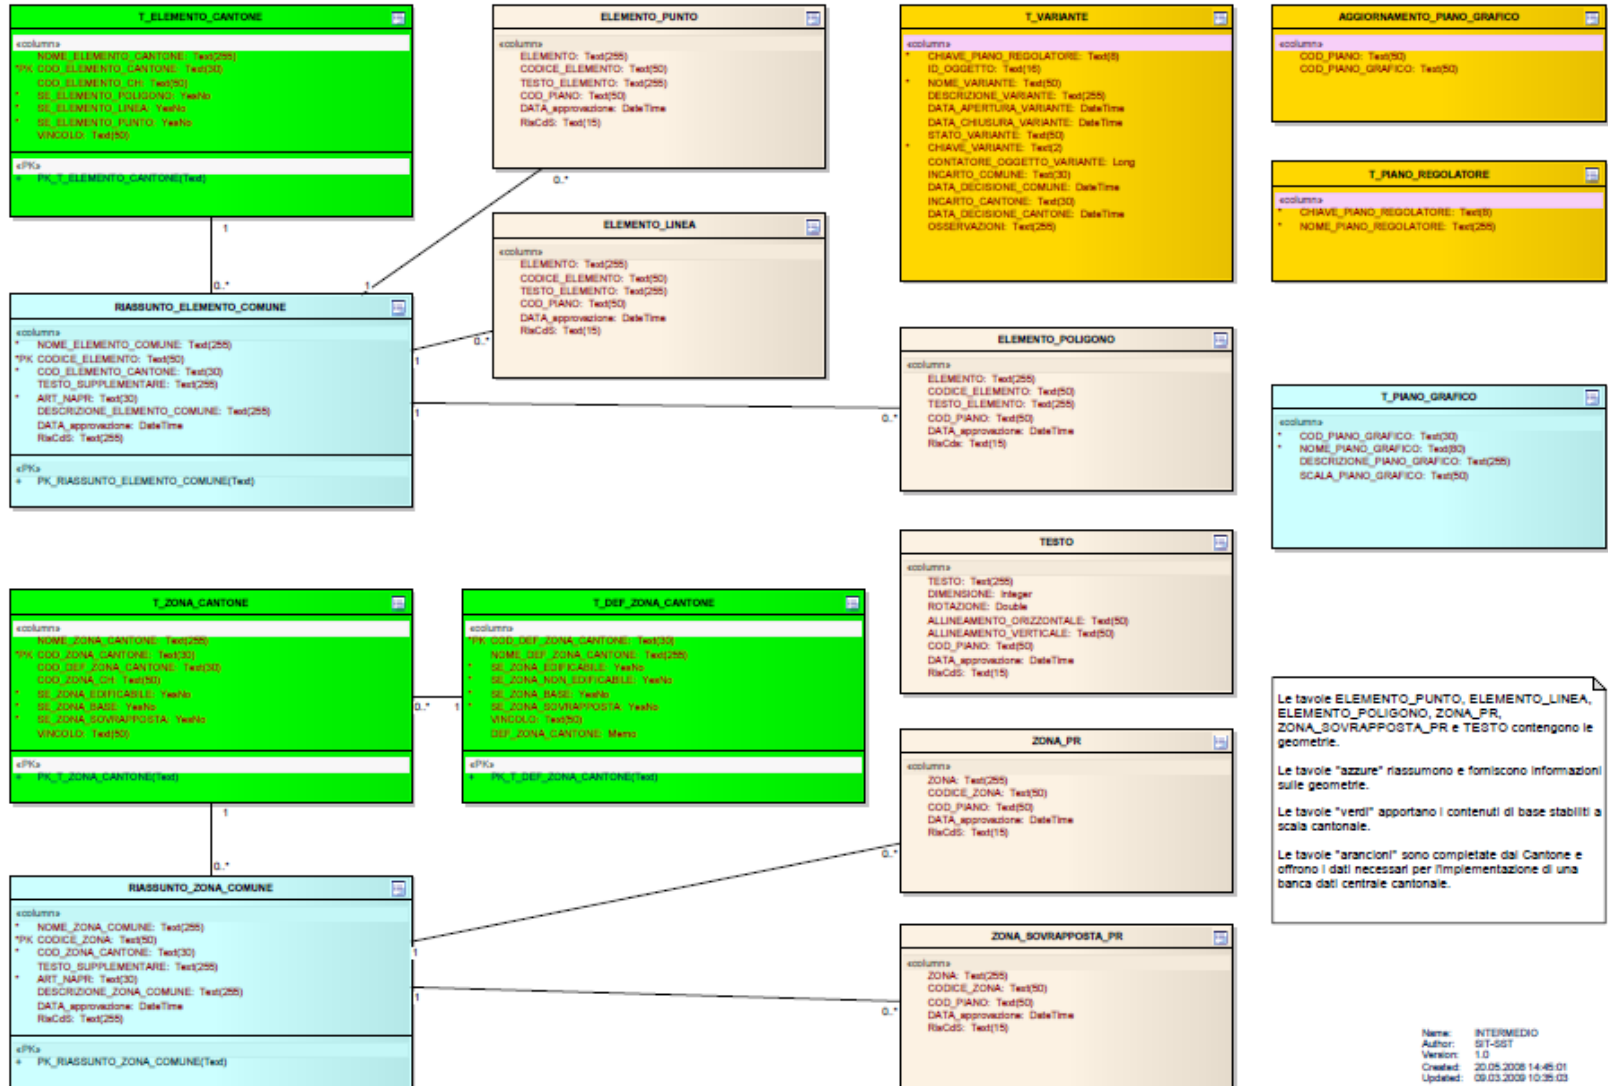 T_ELEMENTO_CANTONE
«column»
NOME_ELEMENTO_CANTONE: Text(255)
*PK COD_ELEMENTO_CANTONE: Text(30)
COD_ELEMENTO_CH: Text(50)
* SE_ELEMENTO_POLIGONO: YesNo
* SE_ELEMENTO_LINEA: YesNo
* SE_ELEMENTO_PUNTO: YesNo
VINCOLO: Text(50)
«PK»
+ PK_T_ELEMENTO_CANTONE(Text)
1
0..*
ELEMENTO_PUNTO
«column»
ELEMENTO: Text(255)
CODICE_ELEMENTO: Text(50)
TESTO_ELEMENTO: Text(255)
COD_PIANO: Text(50)
DATA_approvazione: DateTime
RisCdS: Text(15)
0..*
1
ELEMENTO_LINEA
«column»
ELEMENTO: Text(255)
CODICE_ELEMENTO: Text(50)
TESTO_ELEMENTO: Text(255)
COD_PIANO: Text(50)
DATA_approvazione: DateTime
RisCdS: Text(15)
0..*
1
T_VARIANTE
«column»
* CHIAVE_PIANO_REGOLATORE: Text(8)
ID_OGGETTO: Text(16)
* NOME_VARIANTE: Text(50)
DESCRIZIONE_VARIANTE: Text(255)
DATA_APERTURA_VARIANTE: DateTime
DATA_CHIUSURA_VARIANTE: DateTime
STATO_VARIANTE: Text(50)
* CHIAVE_VARIANTE: Text(2)
CONTATORE_OGGETTO_VARIANTE: Long
INCARTO_COMUNE: Text(30)
DATA_DECISIONE_COMUNE: DateTime
INCARTO_CANTONE: Text(30)
DATA_DECISIONE_CANTONE: DateTime
OSSERVAZIONI: Text(255)
AGGIORNAMENTO_PIANO_GRAFICO
«column»
COD_PIANO: Text(50)
COD_PIANO_GRAFICO: Text(50)
T_PIANO_REGOLATORE
«column»
* CHIAVE_PIANO_REGOLATORE: Text(8)
* NOME_PIANO_REGOLATORE: Text(255)
RIASSUNTO_ELEMENTO_COMUNE
«column»
* NOME_ELEMENTO_COMUNE: Text(255)
*PK CODICE_ELEMENTO: Text(50)
* COD_ELEMENTO_CANTONE: Text(30)
TESTO_SUPPLEMENTARE: Text(255)
* ART_NAPR: Text(30)
DESCRIZIONE_ELEMENTO_COMUNE: Text(255)
DATA_approvazione: DateTime
RisCdS: Text(255)
«PK»
+ PK_RIASSUNTO_ELEMENTO_COMUNE(Text)
1
0..*
ELEMENTO_POLIGONO
«column»
ELEMENTO: Text(255)
CODICE_ELEMENTO: Text(50)
TESTO_ELEMENTO: Text(255)
COD_PIANO: Text(50)
DATA_approvazione: DateTime
RisCds: Text(15)
T_PIANO_GRAFICO
«column»
* COD_PIANO_GRAFICO: Text(30)
* NOME_PIANO_GRAFICO: Text(80)
DESCRIZIONE_PIANO_GRAFICO: Text(255)
SCALA_PIANO_GRAFICO: Text(50)
TESTO
«column»
TESTO: Text(255)
DIMENSIONE: Integer
ROTAZIONE: Double
ALLINEAMENTO_ORIZZONTALE: Text(50)
ALLINEAMENTO_VERTICALE: Text(50)
COD_PIANO: Text(50)
DATA_approvazione: DateTime
RisCdS: Text(15)
T_ZONA_CANTONE
«column»
NOME_ZONA_CANTONE: Text(255)
*PK COD_ZONA_CANTONE: Text(30)
COD_DEF_ZONA_CANTONE: Text(30)
COD_ZONA_CH: Text(50)
* SE_ZONA_EDIFICABILE: YesNo
* SE_ZONA_BASE: YesNo
* SE_ZONA_SOVRAPPOSTA: YesNo
VINCOLO: Text(50)
«PK»
+ PK_T_ZONA_CANTONE(Text)
0..*
1
T_DEF_ZONA_CANTONE
«column»
*PK COD_DEF_ZONA_CANTONE: Text(30)
NOME_DEF_ZONA_CANTONE: Text(255)
* SE_ZONA_EDIFICABILE: YesNo
* SE_ZONA_NON_EDIFICABILE: YesNo
* SE_ZONA_BASE: YesNo
* SE_ZONA_SOVRAPPOSTA: YesNo
VINCOLO: Text(50)
DEF_ZONA_CANTONE: Memo
«PK»
+ PK_T_DEF_ZONA_CANTONE(Text)
1
0..*
ZONA_PR
«column»
ZONA: Text(255)
CODICE_ZONA: Text(50)
COD_PIANO: Text(50)
DATA_approvazione: DateTime
RisCdS: Text(15)
0..*
1
RIASSUNTO_ZONA_COMUNE
«column»
* NOME_ZONA_COMUNE: Text(255)
*PK CODICE_ZONA: Text(50)
* COD_ZONA_CANTONE: Text(30)
TESTO_SUPPLEMENTARE: Text(255)
* ART_NAPR: Text(30)
DESCRIZIONE_ZONA_COMUNE: Text(255)
DATA_approvazione: DateTime
RisCdS: Text(255)
«PK»
+ PK_RIASSUNTO_ZONA_COMUNE(Text)
1
0..*
ZONA_SOVRAPPOSTA_PR
«column»
ZONA: Text(255)
CODICE_ZONA: Text(50)
COD_PIANO: Text(50)
DATA_approvazione: DateTime
RisCdS: Text(15)
Le tavole ELEMENTO_PUNTO, ELEMENTO_LINEA,
ELEMENTO_POLIGONO, ZONA_PR,
ZONA_SOVRAPPOSTA_PR e TESTO contengono le
geometrie.
Le tavole "azzure" riassumono e forniscono informazioni
sulle geometrie.
Le tavole "verdi" apportano i contenuti di base stabiliti a
scala cantonale.
Le tavole "arancioni" sono completate dal Cantone e
offrono i dati necessari per l'implementazione di una
banca dati centrale cantonale.
Name: INTERMEDIO
Author: SIT-SST
Version: 1.0
Created: 20.05.2008 14:45:01
Updated: 09.03.2009 10:35:03